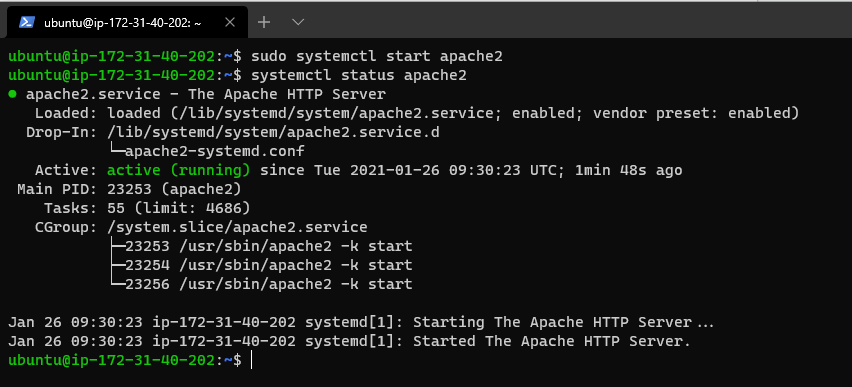 ubuntu@ip-172-31-40-202: ~
ubuntu@ip-172-31-40-202:~$ sudo systemctl start apache2
ubuntu@ip-172-31-40-202:~$ systemctl status apache2
● apache2.service - The Apache HTTP Server
   Loaded: loaded (/lib/systemd/system/apache2.service; enabled; vendor preset: enabled)
  Drop-In: /lib/systemd/system/apache2.service.d
           └─apache2-systemd.conf
   Active: active (running) since Tue 2021-01-26 09:30:23 UTC; 1min 48s ago
 Main PID: 23253 (apache2)
    Tasks: 55 (limit: 4686)
   CGroup: /system.slice/apache2.service
           ├─23253 /usr/sbin/apache2 -k start
           ├─23254 /usr/sbin/apache2 -k start
           └─23256 /usr/sbin/apache2 -k start
Jan 26 09:30:23 ip-172-31-40-202 systemd[1]: Starting The Apache HTTP Server...
Jan 26 09:30:23 ip-172-31-40-202 systemd[1]: Started The Apache HTTP Server.
ubuntu@ip-172-31-40-202:~$